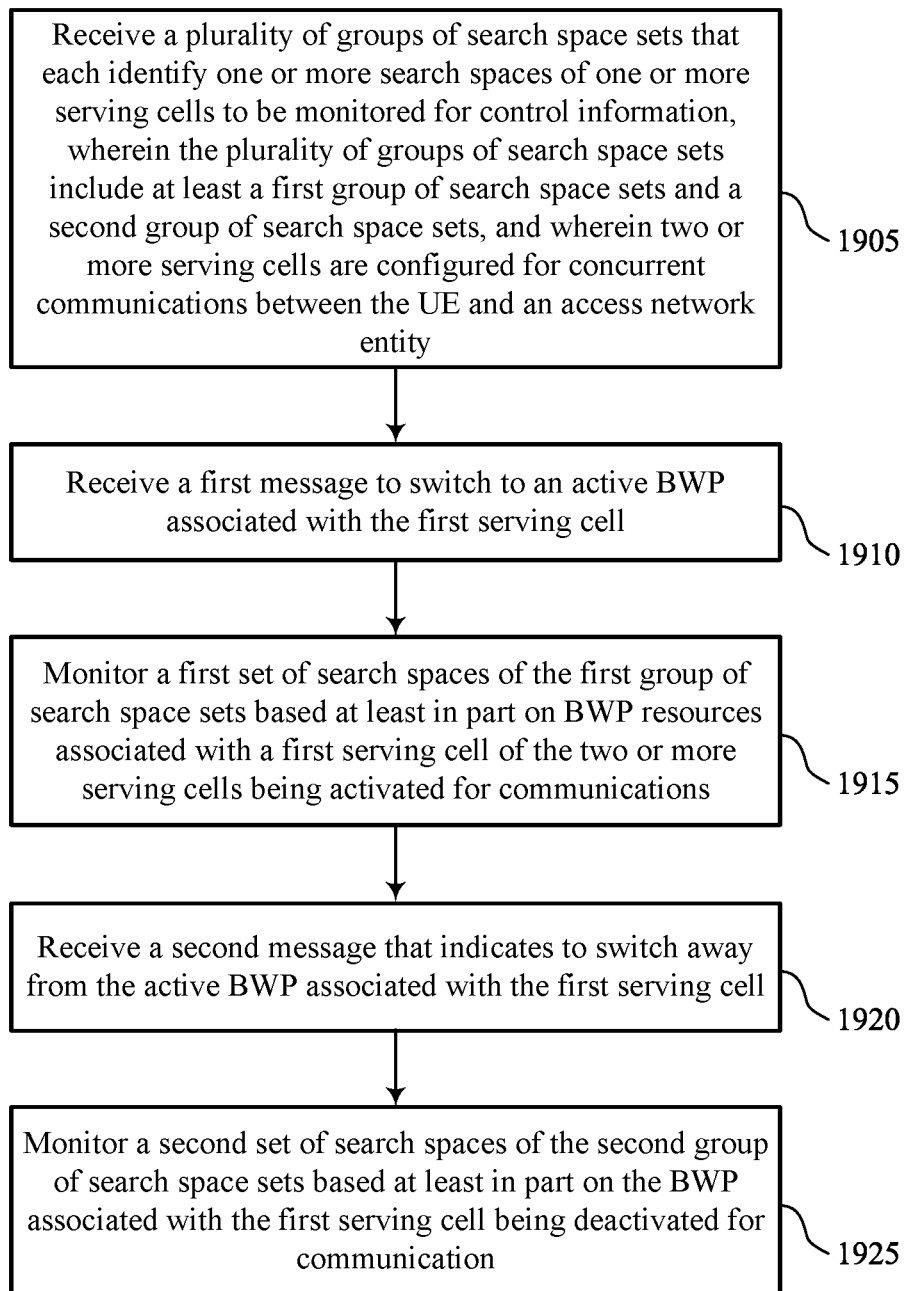 Receive a plurality of groups of search space sets that
each identify one or more search spaces of one or more
serving cells to be monitored for control information,
wherein the plurality of groups of search space sets
include at least a first group of search space sets and a
second group of search space sets, and wherein two or
more serving cells are configured for concurrent
communications between the UE and an access network
entity
1905
Receive a first message to switch to an active BWP
associated with the first serving cell
1910
Monitor a first set of search spaces of the first group of
search space sets based at least in part on BWP resources
associated with a first serving cell of the two or more
serving cells being activated for communications
1915
Receive a second message that indicates to switch away
from the active BWP associated with the first serving cell
1920
Monitor a second set of search spaces of the second group
of search space sets based at least in part on the BWP
associated with the first serving cell being deactivated for
communication
1925